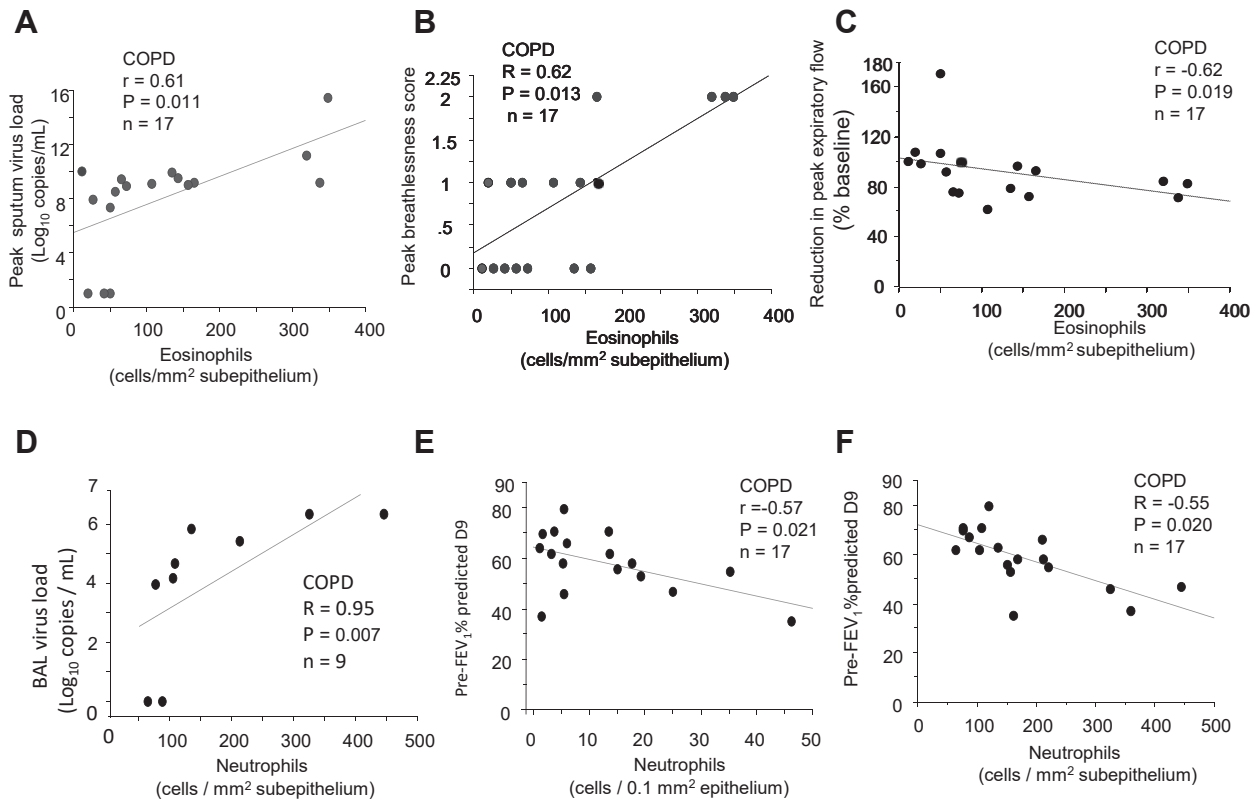 A
COPD
r = 0.61
P = 0.011
n = 17
Peak sputum virus load
(Log10 copies/mL)
16
12
8
4
0
0 100 200 300 400
Eosinophils
(cells/mm2 subepithelium)
B
COPD
R = 0.62
P = 0.013
n = 17
Peak breathlessness score
2.25
2
1
.5
0
0 100 200 300 400
Eosinophils
(cells/mm2 subepithelium)
C
COPD
r = -0.62
P = 0.019
n = 17
Reduction in peak expiratory flow
(% baseline)
180
160
120
80
40
0
0 100 200 300 400
Eosinophils
(cells/mm2 subepithelium)
D
COPD
R = 0.95
P = 0.007
n = 9
BAL virus load
(Log10 copies / mL)
7
6
4
2
0
0 100 200 300 400 500
Neutrophils
(cells / mm2 subepithelium)
E
COPD
r =-0.57
P = 0.021
n = 17
Pre-FEV1% predicted D9
90
80
60
40
20
0
0 10 20 30 40 50
Neutrophils
(cells / 0.1 mm2 epithelium)
F
COPD
R = -0.55
P = 0.020
n = 17
Pre-FEV1%predicted D9
90
80
60
40
20
0
0 100 200 300 400 500
Neutrophils
(cells / mm2 subepithelium)